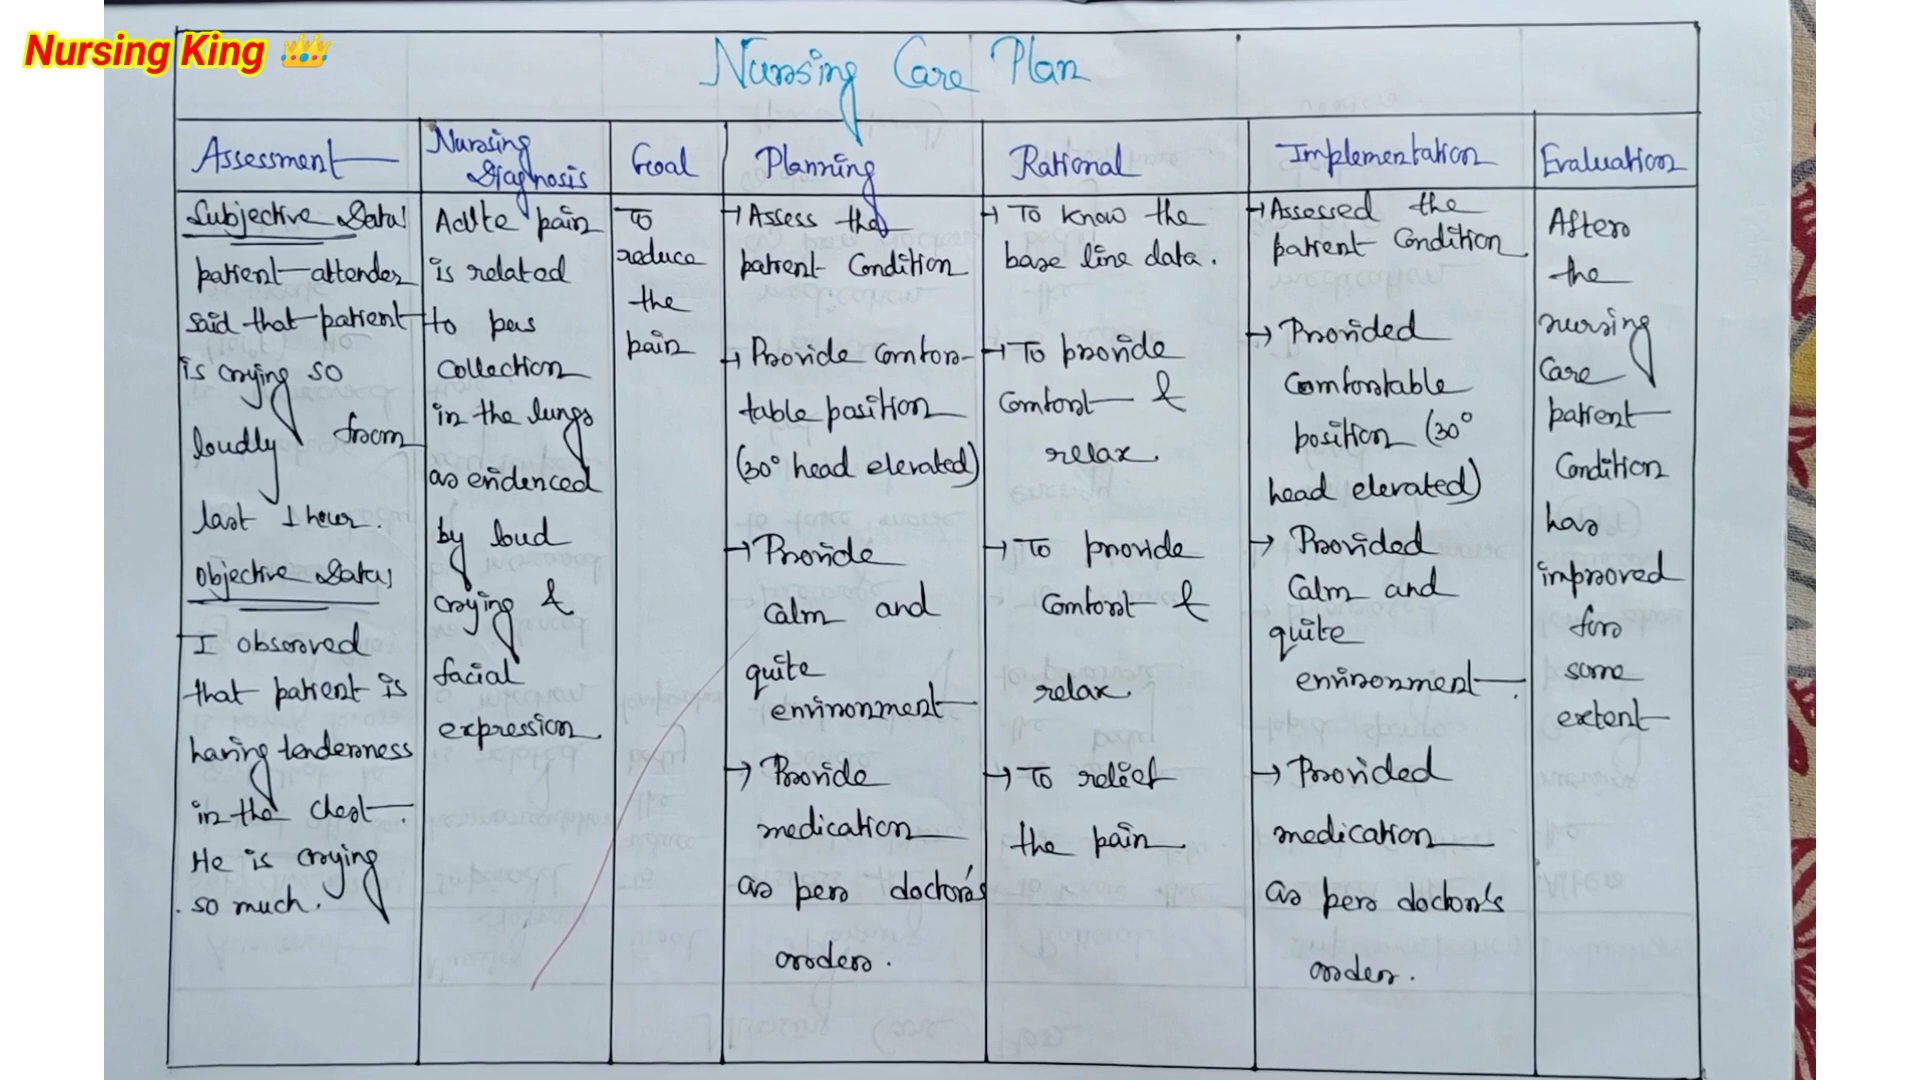 Nursing King
Nursing Care Plan
Assessment
Subjective Data
patient attender
said that patient
is crying so
loudly from
last 1 hour.
Objective Data
I observed
that patient is
having tenderness
in the chest.
He is crying
so much.
Nursing
Diagnosis
Acute pain
is related
to pus
collection
in the lungs
as evidenced
by loud
crying &
facial
expression.
Goal
To
reduce
the
pain
Planning
→ Assess the
patient Condition
→ Provide Comfor-
table position
(30° head elevated)
→ Provide
Calm and
quite
environment
→ Provide
medication
as per doctor's
order.
Rational
→ To know the
base line data.
→ To provide
Comfort &
relax.
→ To provide
Comfort &
relax.
→ To relief
the pain.
Implementation
→ Assessed the
patient Condition.
→ Provided
Comfortable
position (30°
head elevated)
→ Provided
Calm and
quite
environment.
→ Provided
medication
as per doctor's
order.
Evaluation
After
the
nursing
Care
patient
Condition
has
improved
for
some
extent